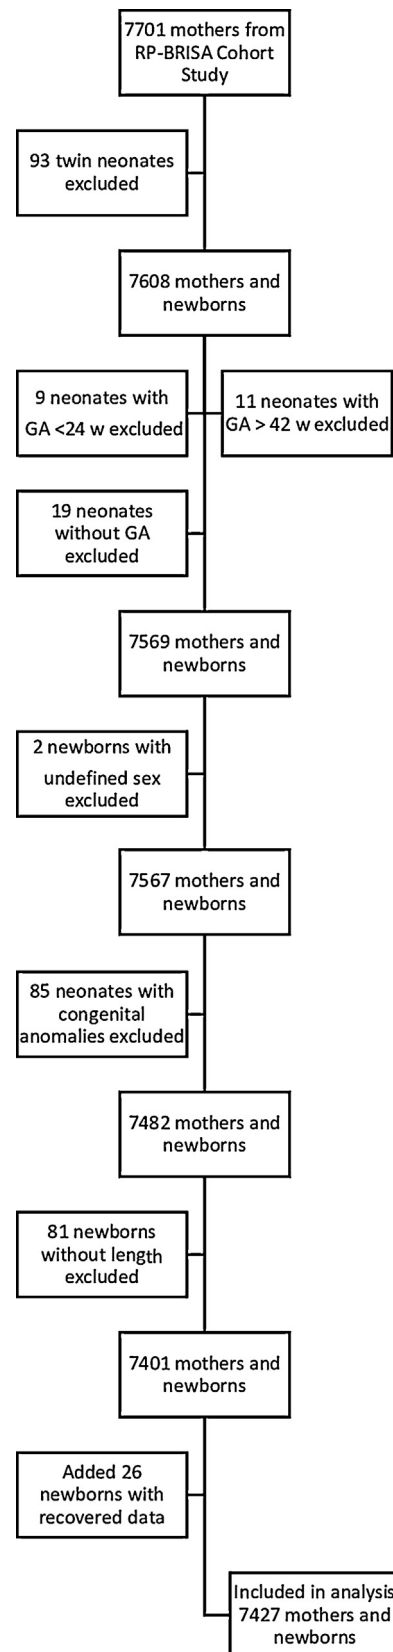 7701 mothers from
RP-BRISA Cohort
Study
93 twin neonates
excluded
7608 mothers and
newborns
9 neonates with
GA <24 w excluded
11 neonates with
GA > 42 w excluded
19 neonates
without GA
excluded
7569 mothers and
newborns
2 newborns with
undefined sex
excluded
7567 mothers and
newborns
85 neonates with
congenital
anomalies excluded
7482 mothers and
newborns
81 newborns
without length
excluded
7401 mothers and
newborns
Added 26
newborns with
recovered data
Included in analysis
7427 mothers and
newborns